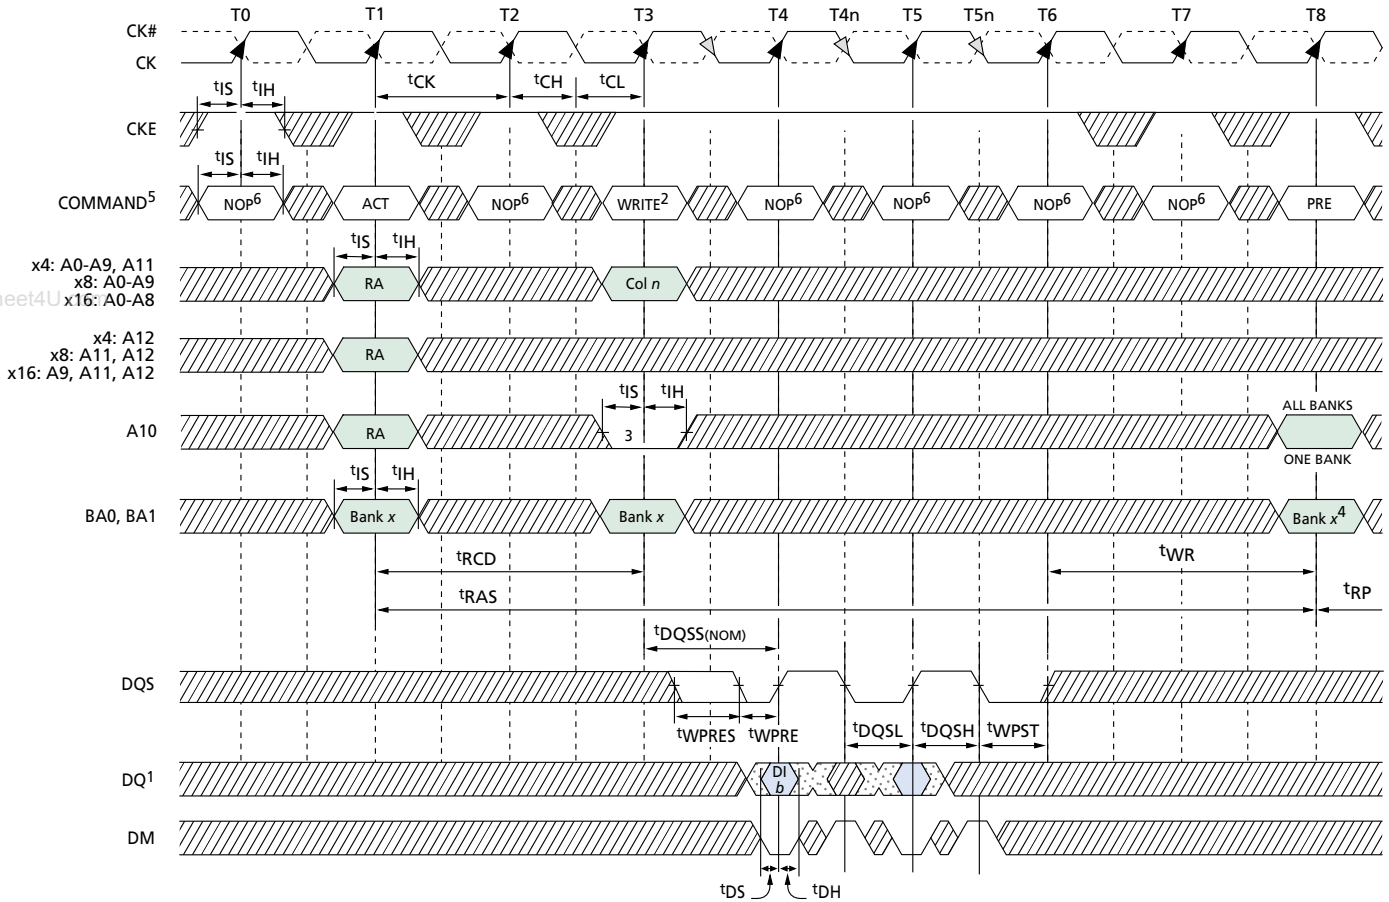 T0 T1 T2 T3 T4 T4n T5 T5n T6 T7 T8
CK#
CK
tIS tIH tCK tCH tCL
CKE
tIS tIH
COMMAND5 NOP6 ACT NOP6 WRITE2 NOP6 NOP6 NOP6 NOP6 PRE
tIS tIH
x4: A0-A9, A11
x8: A0-A9 RA Col n
x16: A0-A8
x4: A12
x8: A11, A12 RA
x16: A9, A11, A12
tIS tIH
ALL BANKS
A10 RA 3
ONE BANK
tIS tIH
BA0, BA1 Bank x Bank x Bank x4
tRCD tWR
tRAS tRP
tDQSS(NOM)
DQS
tWPRES tWPRE tDQSL tDQSH tWPST
DQ1 DI
b
DM
tDS tDH